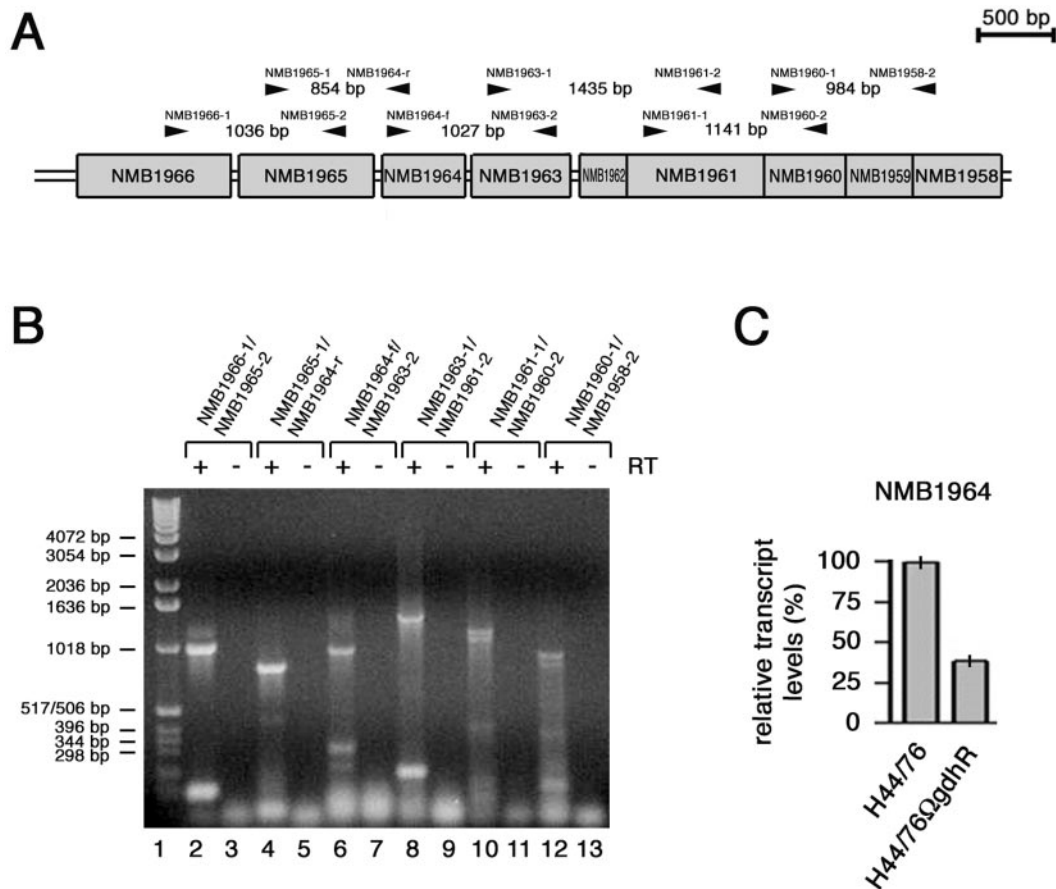 A
500 bp
NMB1965-1 NMB1964-r NMB1963-1 NMB1961-2 NMB1960-1 NMB1958-2
854 bp 1435 bp 984 bp
NMB1966-1 NMB1965-2 NMB1964-f NMB1963-2 NMB1961-1 NMB1960-2
1036 bp 1027 bp 1141 bp
NMB1966 NMB1965 NMB1964 NMB1963 NMB1962 NMB1961 NMB1960 NMB1959 NMB1958
B
NMB1966-1/
NMB1965-2
NMB1965-1/
NMB1964-r
NMB1964-f/
NMB1963-2
NMB1963-1/
NMB1961-2
NMB1961-1/
NMB1960-2
NMB1960-1/
NMB1958-2
+ - + - + - + - + - + - RT
4072 bp
3054 bp
2036 bp
1636 bp
1018 bp
517/506 bp
396 bp
344 bp
298 bp
1 2 3 4 5 6 7 8 9 10 11 12 13
C
NMB1964
relative transcript
levels (%)
100
50
25
0
H44/76
H44/76ΩgdhR